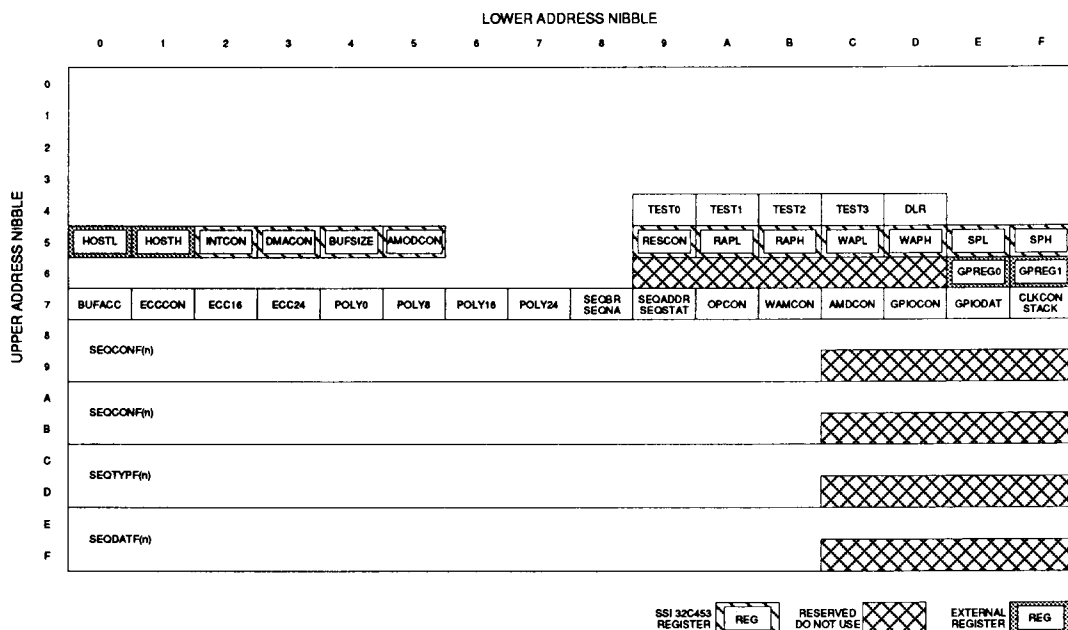 LOWER ADDRESS NIBBLE
0 1 2 3 4 5 6 7 8 9 A B C D E F
UPPER ADDRESS NIBBLE
0
1
2
3
4 TEST0 TEST1 TEST2 TEST3 DLR
5 HOSTL HOSTH INTCON DMACON BUFSIZE AMODCON RESCON RAPL RAPH WAPL WAPH SPL SPH
6 GPREG0 GPREG1
7 BUFACC ECCCON ECC16 ECC24 POLY0 POLY8 POLY16 POLY24 SEQBR SEQNA SEQADDR SEQSTAT OPCON WAMCON AMDCON GPIOCON GPIODAT CLKCON STACK
8
SEQCONF(n)
9
A
SEQCONF(n)
B
C
SEQTYPF(n)
D
E
SEQDATF(n)
F
SSI 32C453 REGISTER REG
RESERVED DO NOT USE
EXTERNAL REGISTER REG